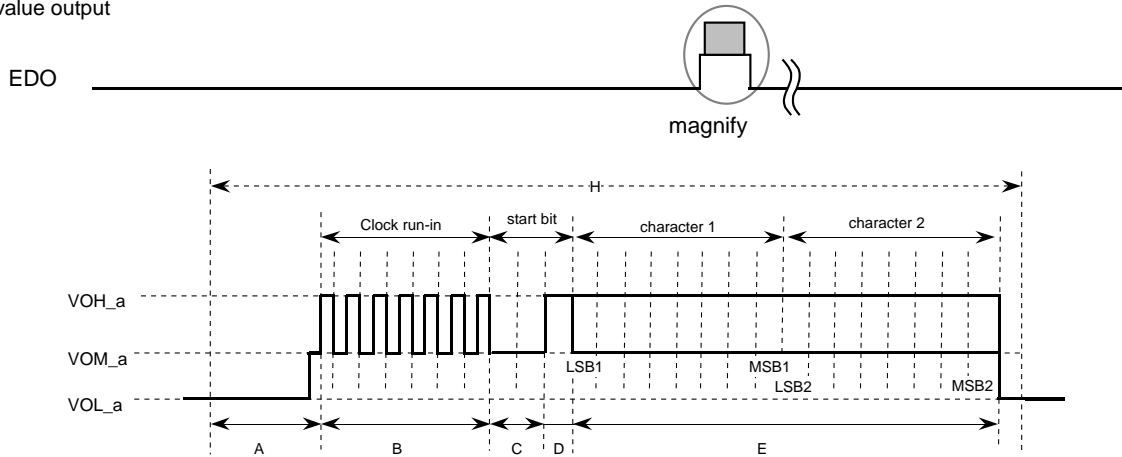 value output
EDO
magnify
H
Clock run-in
start bit
character 1
character 2
VOH_a
VOM_a
LSB1
MSB1
LSB2
MSB2
VOL_a
A
B
C
D
E